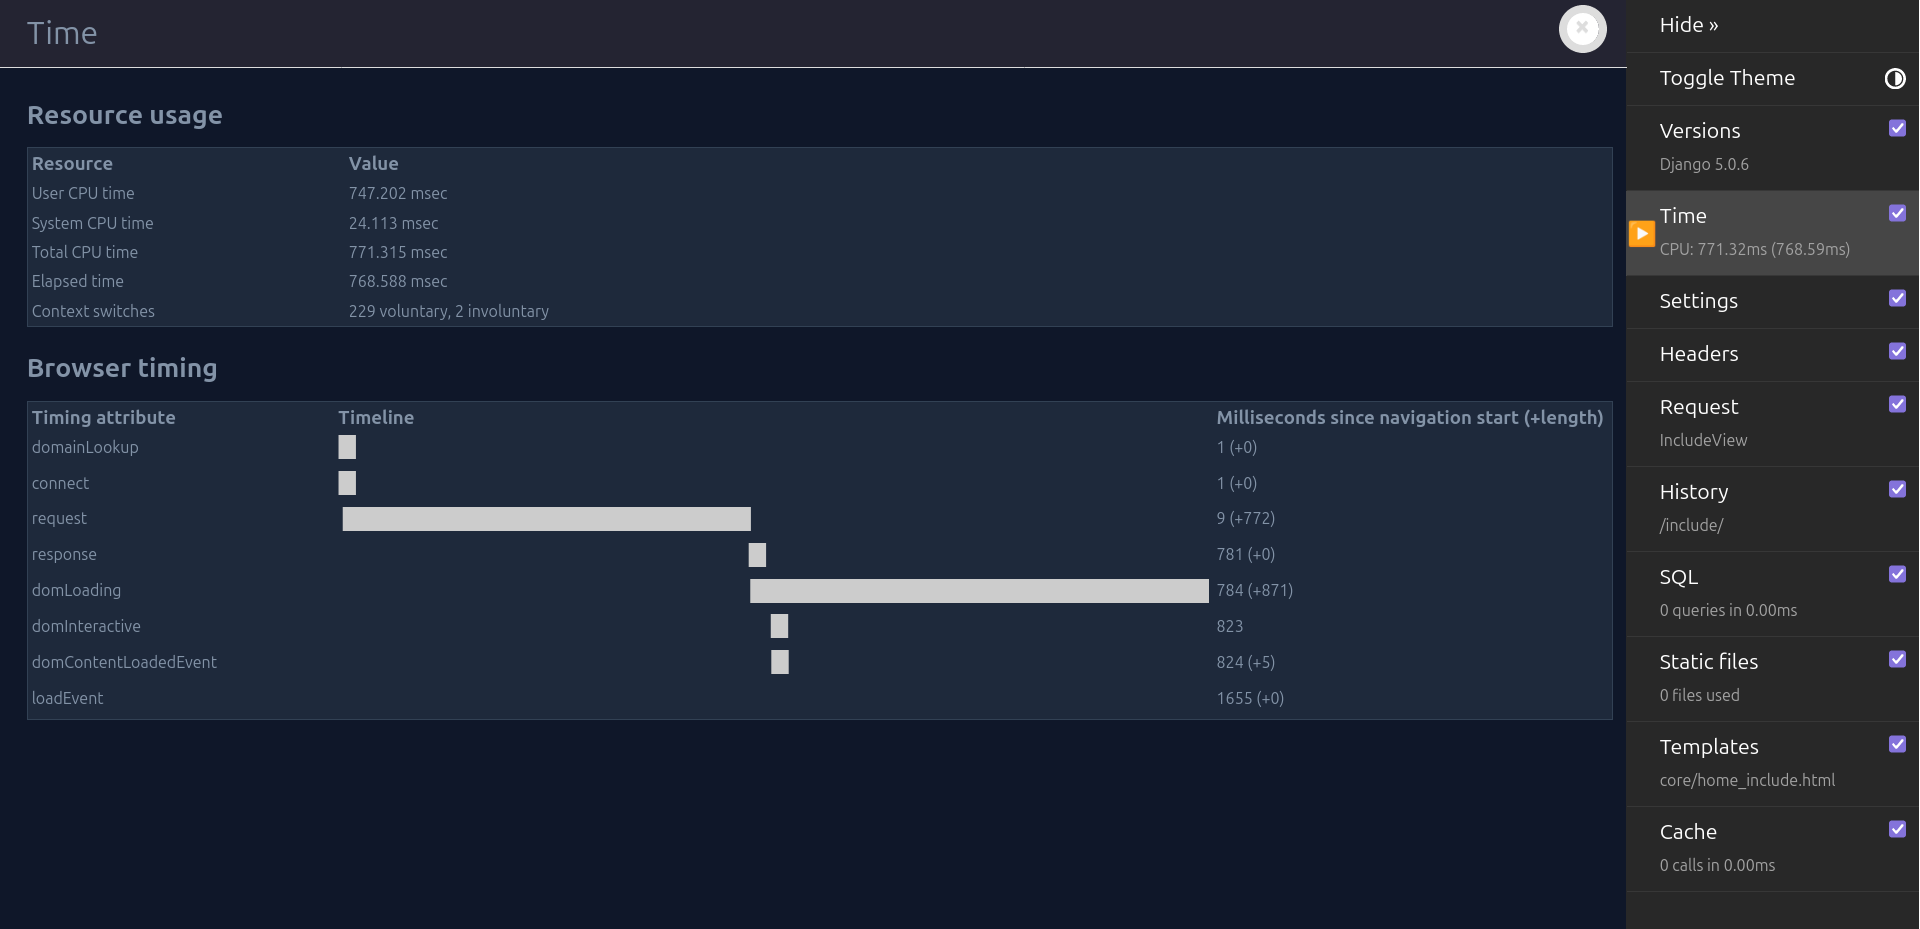 Time
Resource usage
Resource Value
User CPU time 747.202 msec
System CPU time 24.113 msec
Total CPU time 771.315 msec
Elapsed time 768.588 msec
Context switches 229 voluntary, 2 involuntary
Browser timing
Timing attribute Timeline Milliseconds since navigation start (+length)
domainLookup 1 (+0)
connect 1 (+0)
request 9 (+772)
response 781 (+0)
domLoading 784 (+871)
domInteractive 823
domContentLoadedEvent 824 (+5)
loadEvent 1655 (+0)
Hide »
Toggle Theme
Versions
Django 5.0.6
Time
CPU: 771.32ms (768.59ms)
Settings
Headers
Request
IncludeView
History
/include/
SQL
0 queries in 0.00ms
Static files
0 files used
Templates
core/home_include.html
Cache
0 calls in 0.00ms